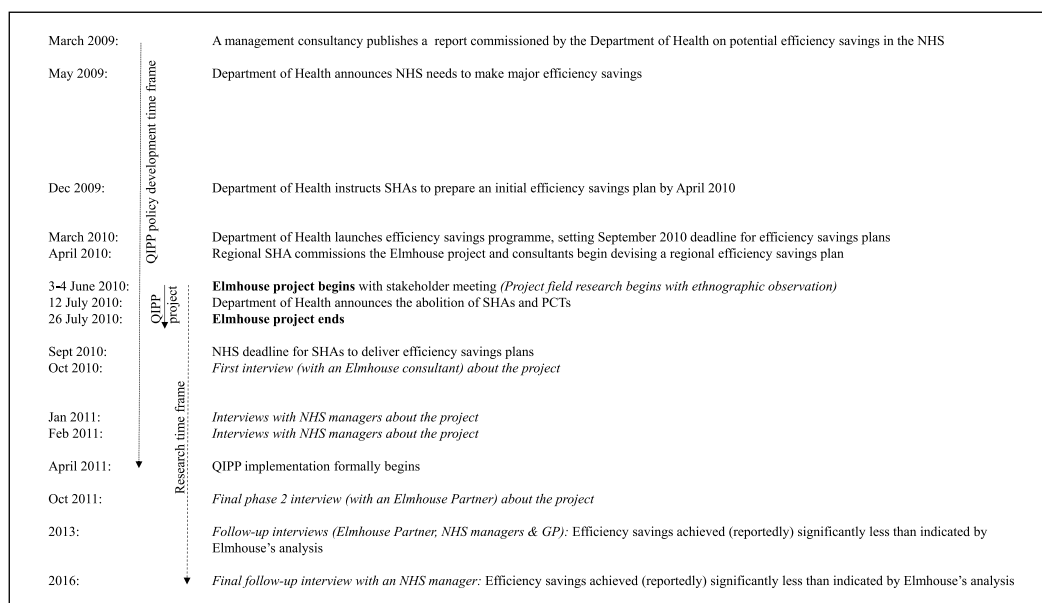 March 2009: A management consultancy publishes a report commissioned by the Department of Health on potential efficiency savings in the NHS
May 2009: Department of Health announces NHS needs to make major efficiency savings
QIPP policy development time frame
Dec 2009: Department of Health instructs SHAs to prepare an initial efficiency savings plan by April 2010
March 2010: Department of Health launches efficiency savings programme, setting September 2010 deadline for efficiency savings plans
April 2010: Regional SHA commissions the Elmhouse project and consultants begin devising a regional efficiency savings plan
3-4 June 2010: Elmhouse project begins with stakeholder meeting (Project field research begins with ethnographic observation)
12 July 2010: Department of Health announces the abolition of SHAs and PCTs
26 July 2010: Elmhouse project ends
QIPP
project
Sept 2010: NHS deadline for SHAs to deliver efficiency savings plans
Oct 2010: First interview (with an Elmhouse consultant) about the project
Research time frame
Jan 2011: Interviews with NHS managers about the project
Feb 2011: Interviews with NHS managers about the project
April 2011: QIPP implementation formally begins
Oct 2011: Final phase 2 interview (with an Elmhouse Partner) about the project
2013: Follow-up interviews (Elmhouse Partner, NHS managers & GP): Efficiency savings achieved (reportedly) significantly less than indicated by
Elmhouse's analysis
2016: Final follow-up interview with an NHS manager: Efficiency savings achieved (reportedly) significantly less than indicated by Elmhouse's analysis